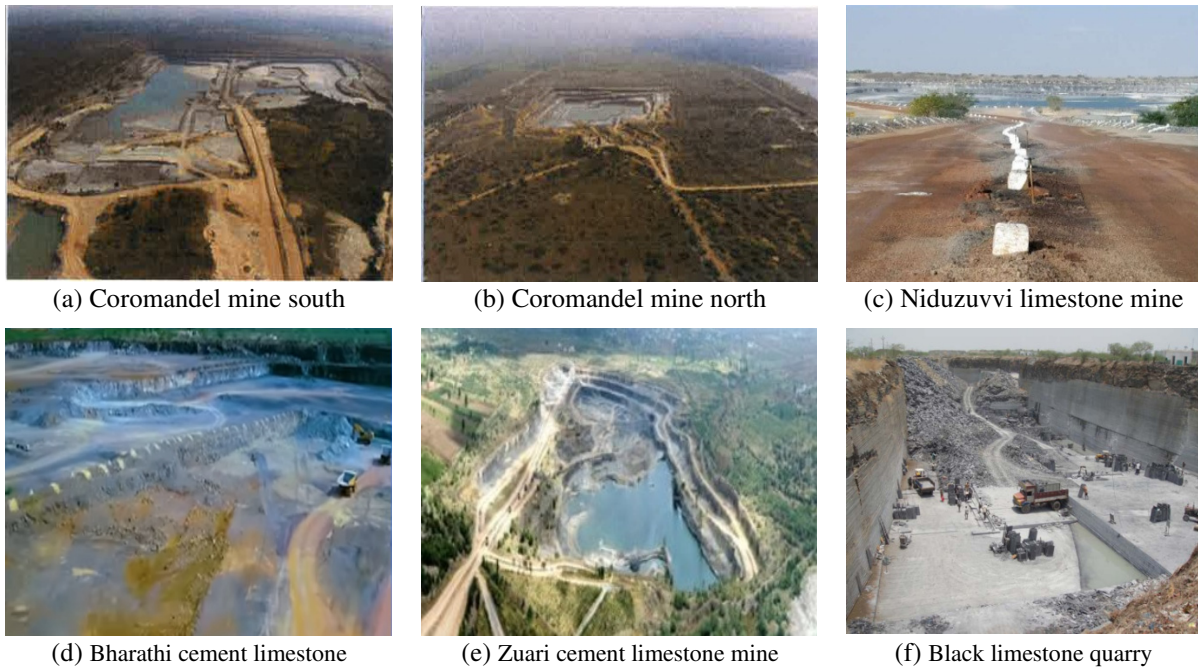 (a) Coromandel mine south
(b) Coromandel mine north
(c) Niduzuvvi limestone mine
(d) Bharathi cement limestone
(e) Zuari cement limestone mine
(f) Black limestone quarry